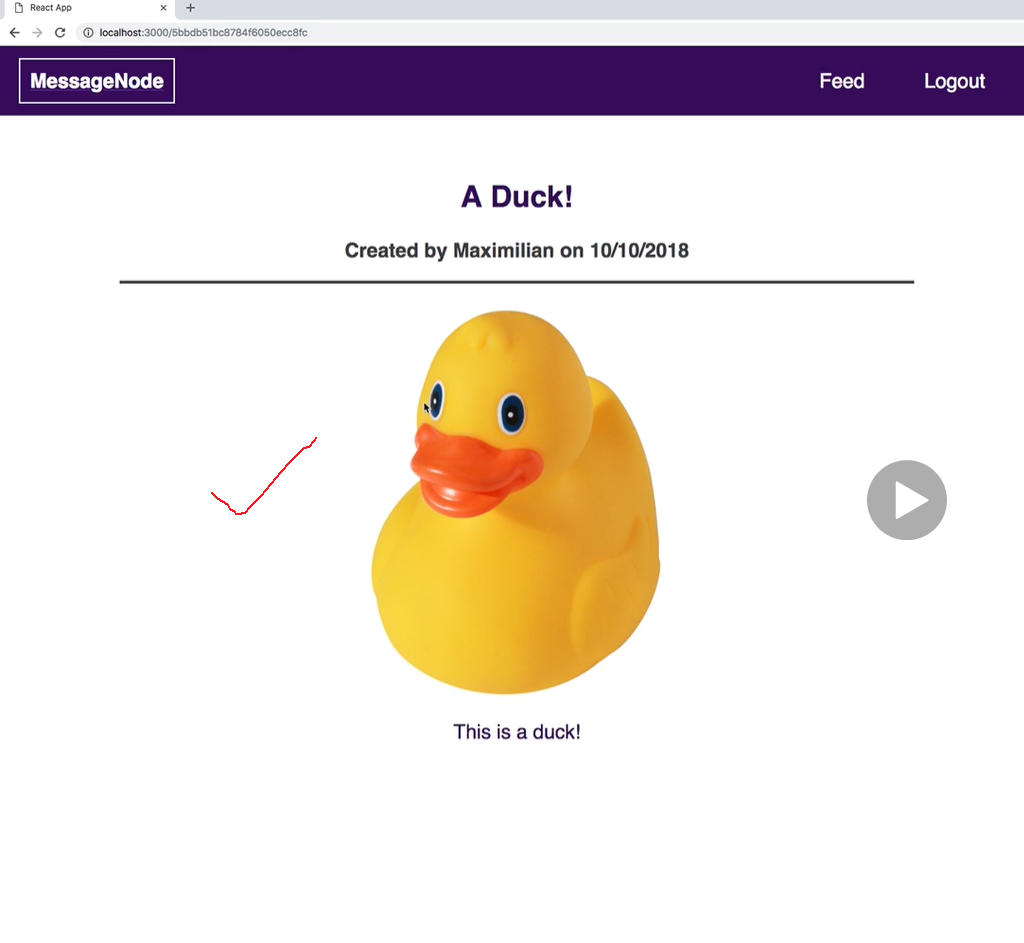 React App
localhost:3000/5bbdb51bc8784f6050ecc8fc
MessageNode
Feed
Logout
A Duck!
Created by Maximilian on 10/10/2018
This is a duck!